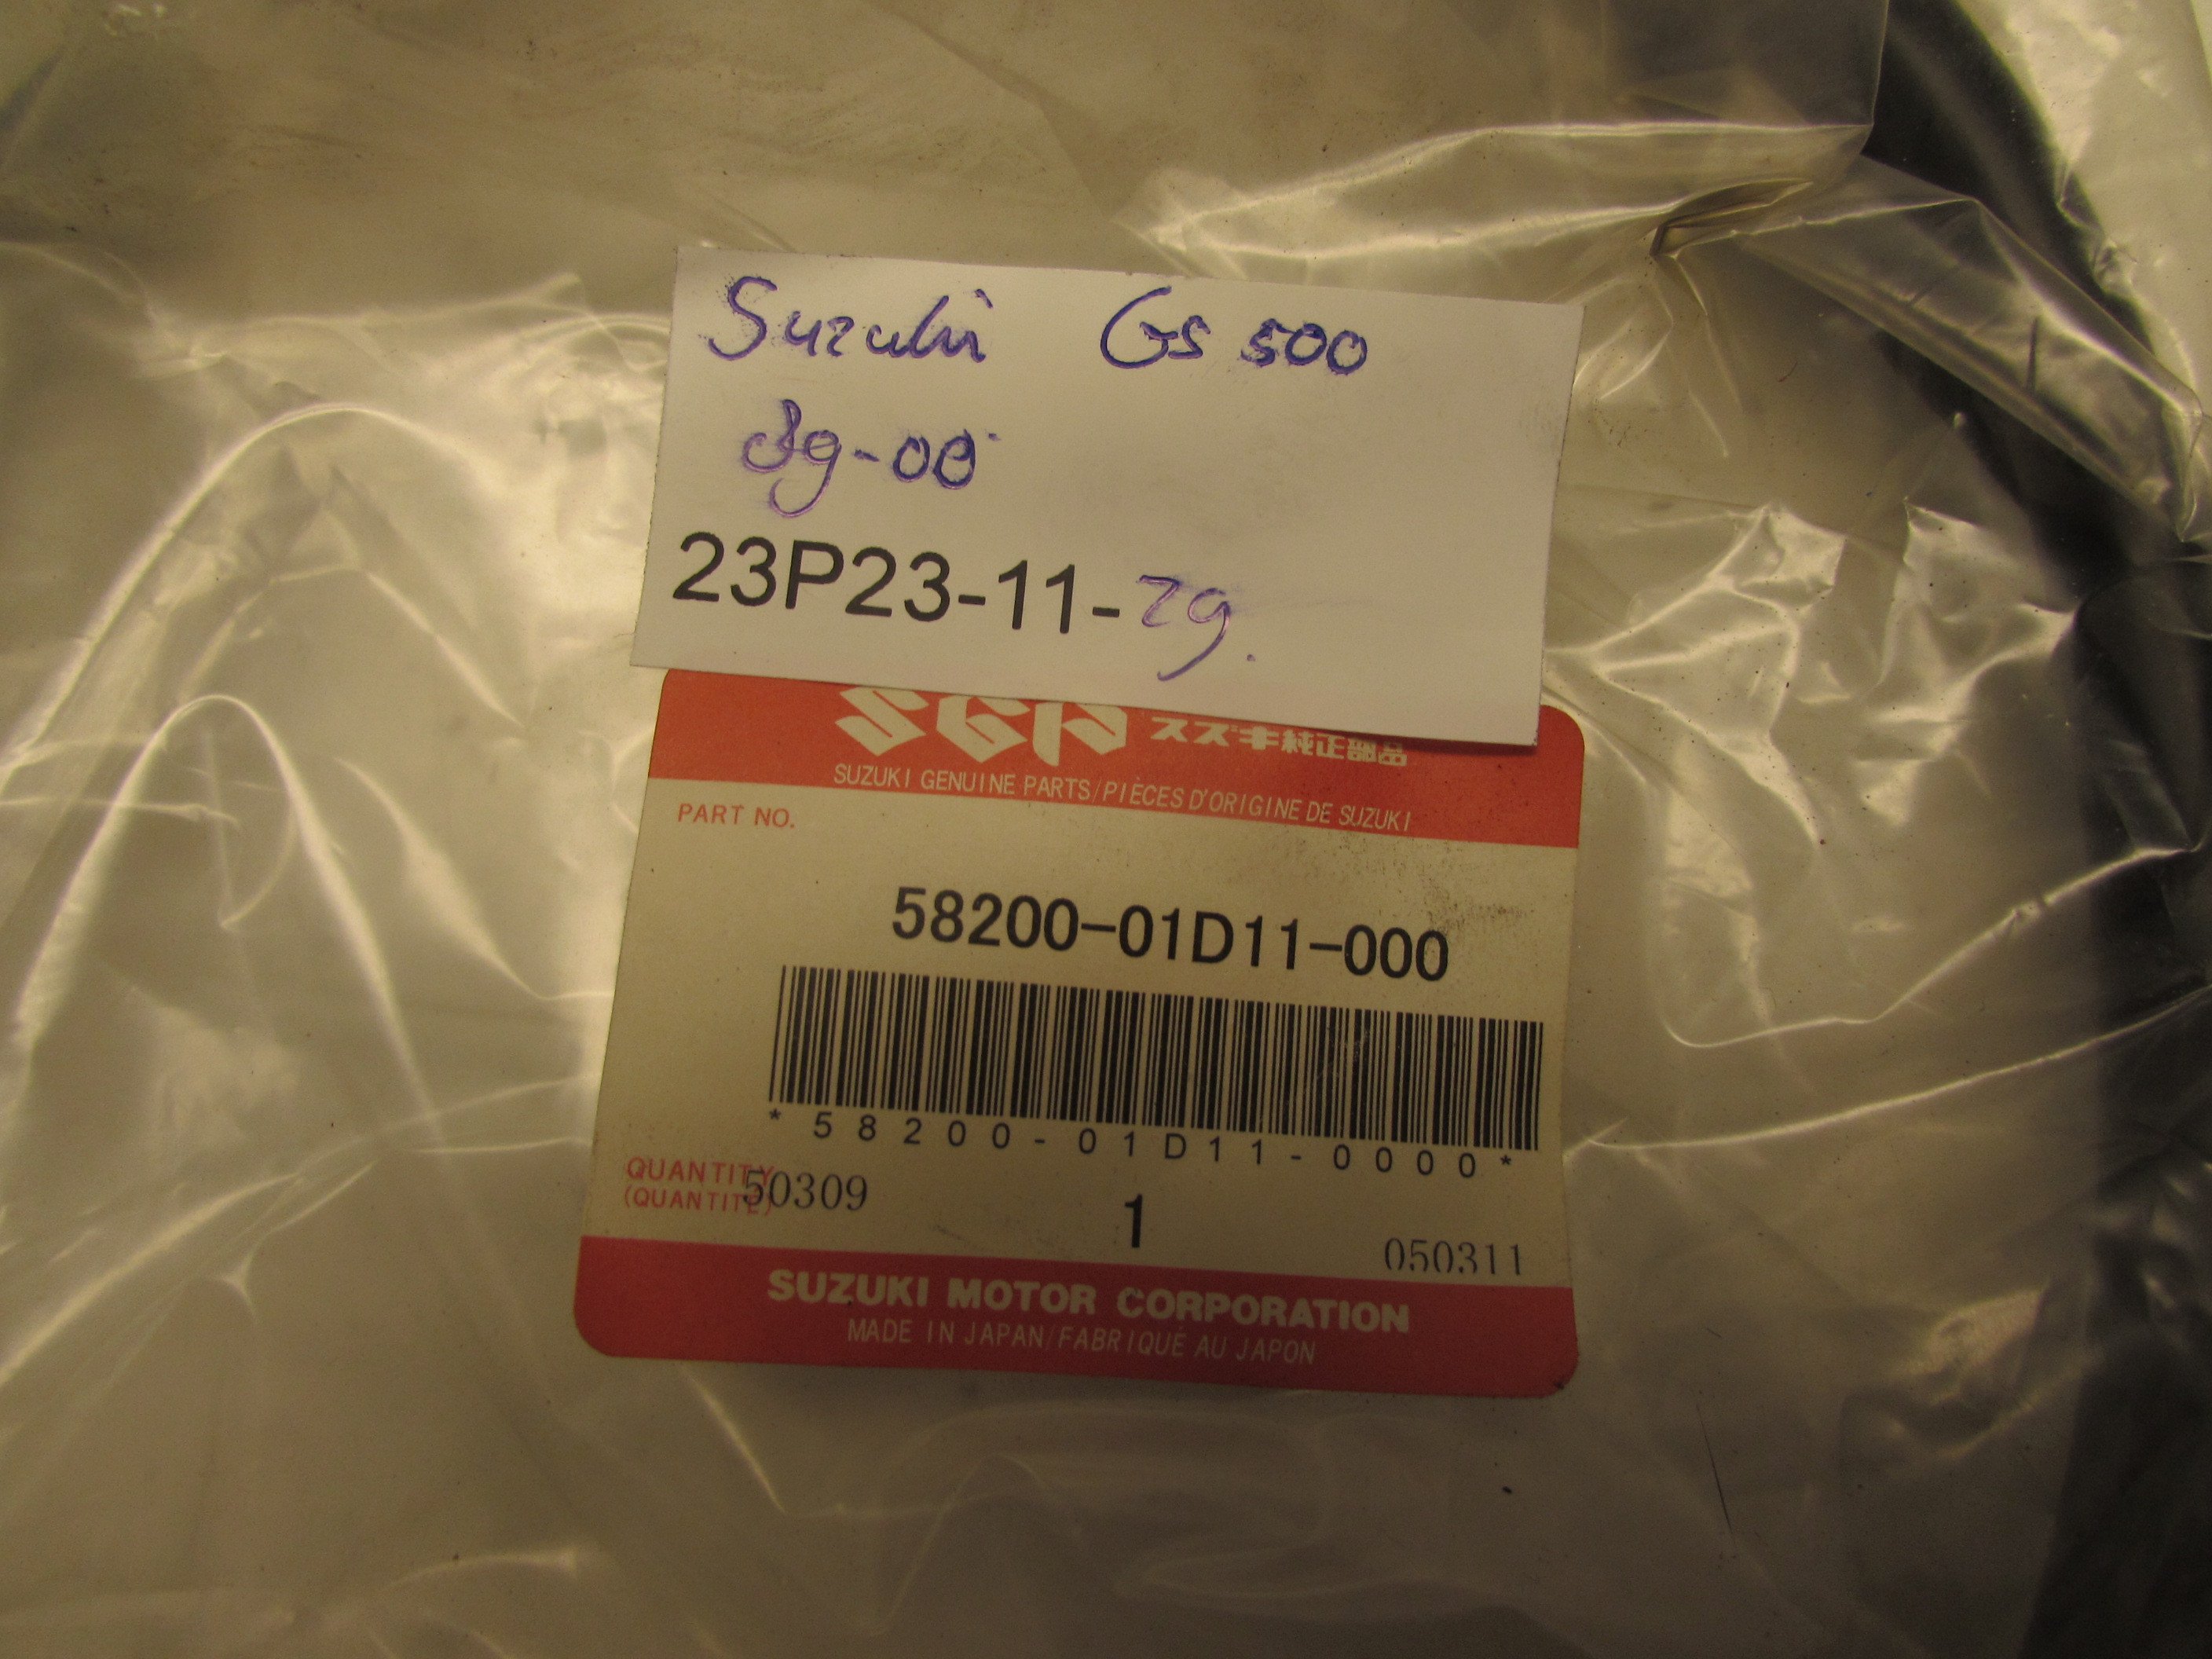 Suzuki GS 500
89-00
23P23-11-29.
SGP スズキ純正部品
SUZUKI GENUINE PARTS/PIÈCES D'ORIGINE DE SUZUKI
PART NO.
58200-01D11-000
*58200-01D11-0000*
QUANTITY
(QUANTITÉ)
50309
1
050311
SUZUKI MOTOR CORPORATION
MADE IN JAPAN/FABRIQUÉ AU JAPON